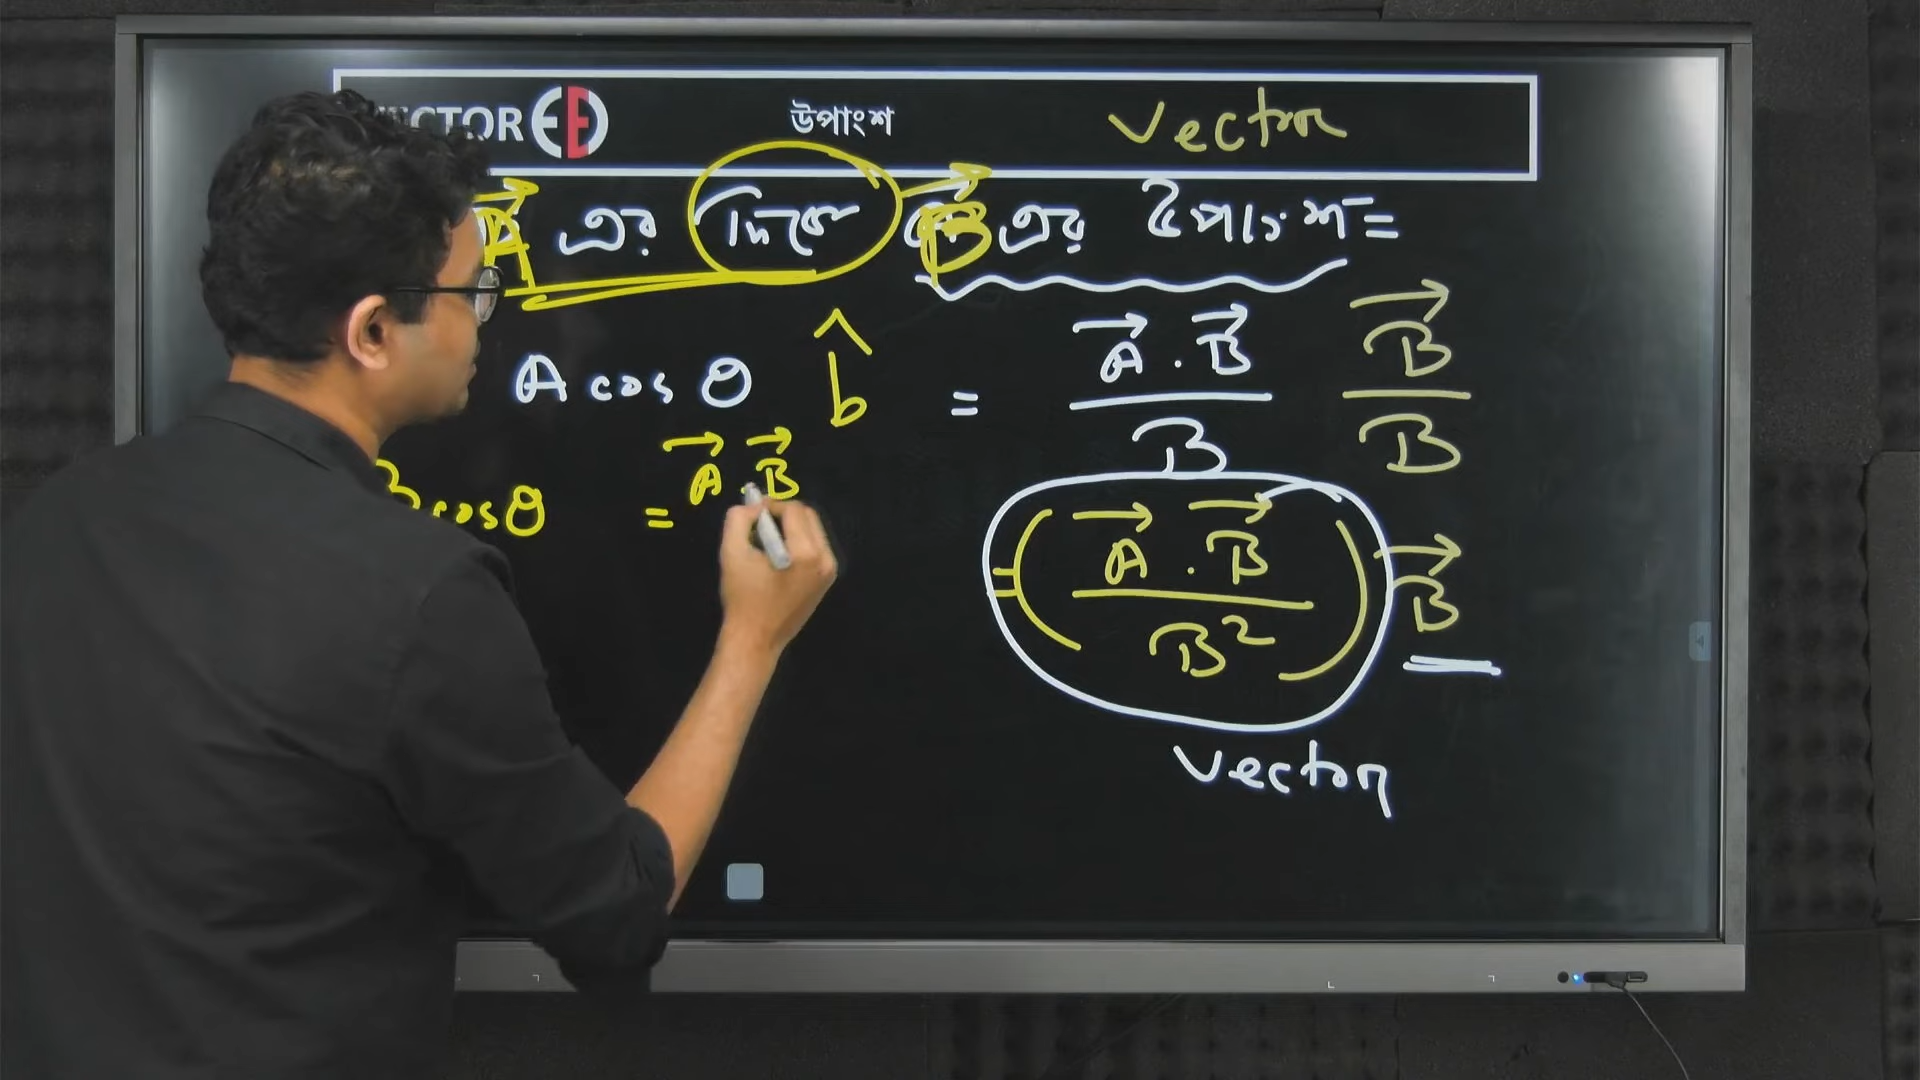 VECTOR উপাংশ Vector
A এর দিকে B এর উপাংশ =
A cos θ b̂ = A⃗ . B⃗ / B B⃗ / B
B cos θ = A⃗ . B⃗
= ( A⃗ . B⃗ / B² ) B⃗
Vector